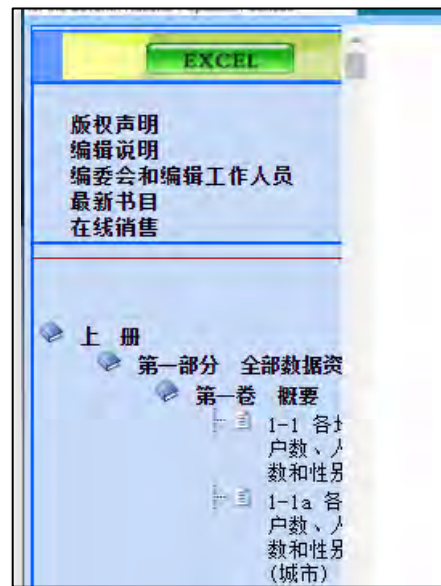 EXCEL
版权声明
编辑说明
编委会和编辑工作人员
最新书目
在线销售
上 册
第一部分 全部数据资
第一卷 概要
1-1 各
户数、人
数和性别
1-1a 各
户数、人
数和性别
(城市)